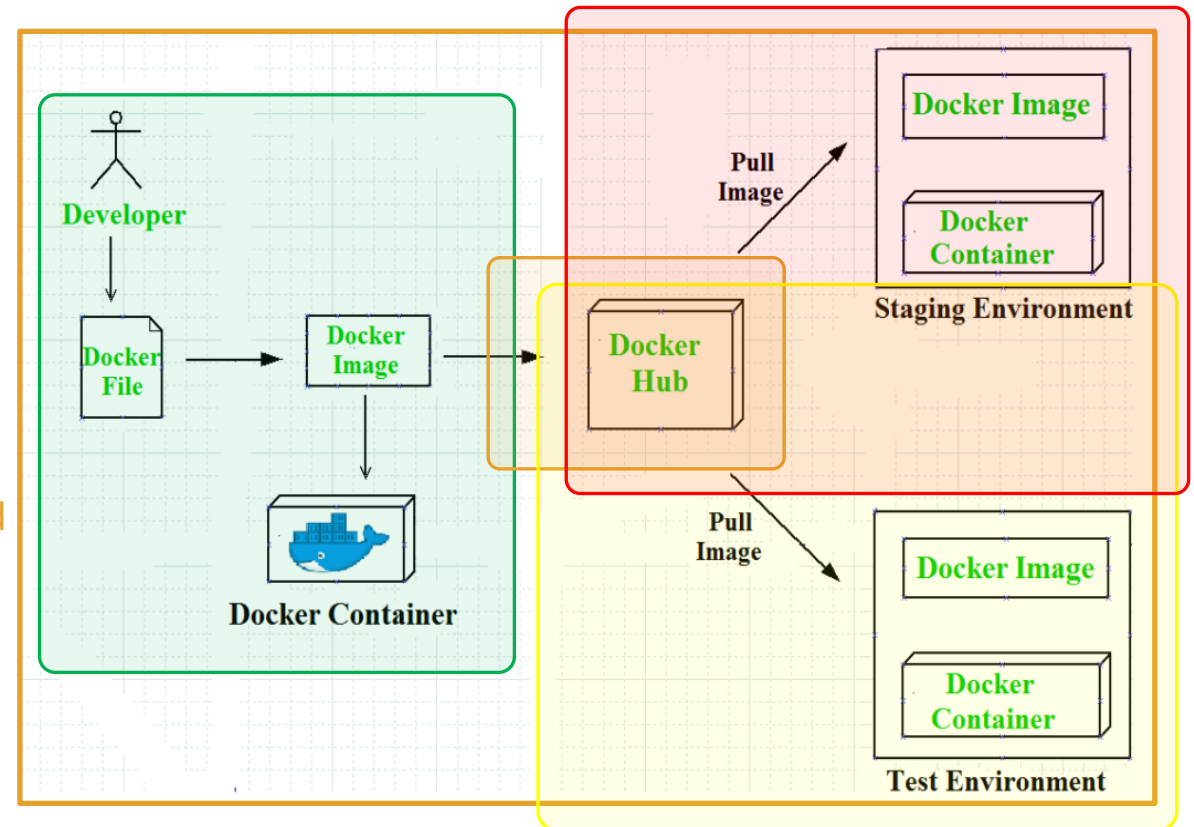 Developer
Docker
File
Docker
Image
Docker Container
Docker
Hub
Pull
Image
Docker Image
Docker
Container
Staging Environment
Pull
Image
Docker Image
Docker
Container
Test Environment